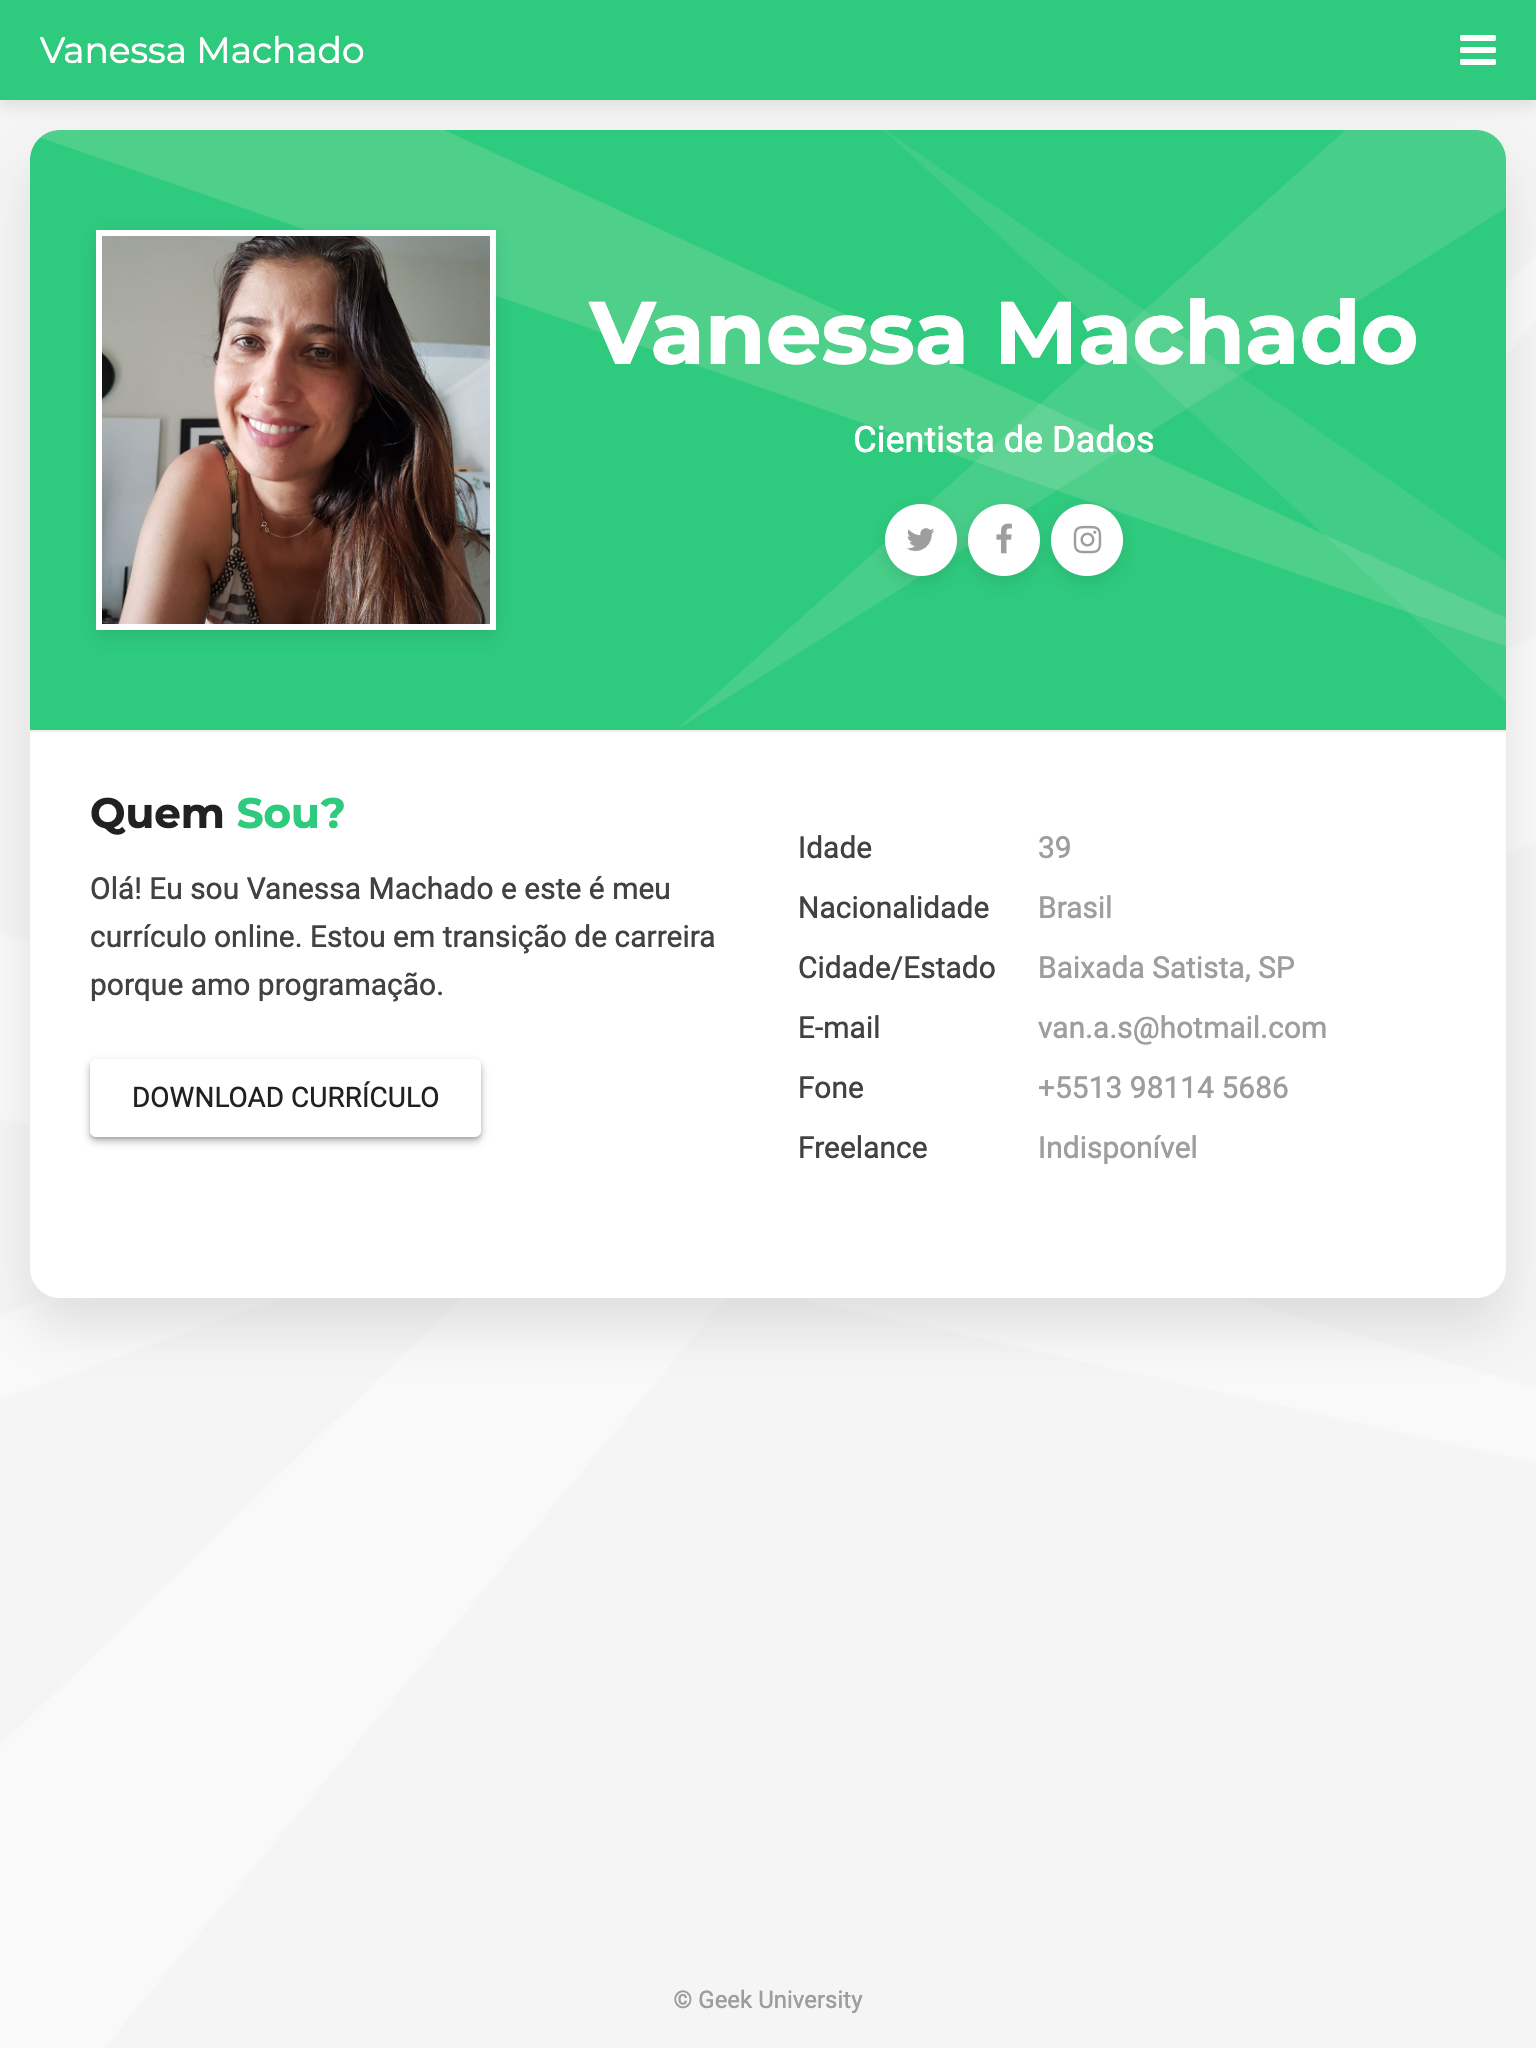 Vanessa Machado
Vanessa Machado
Cientista de Dados
Quem Sou?
Olá! Eu sou Vanessa Machado e este é meu
currículo online. Estou em transição de carreira
porque amo programação.
DOWNLOAD CURRÍCULO
Idade 39
Nacionalidade Brasil
Cidade/Estado Baixada Satista, SP
E-mail van.a.s@hotmail.com
Fone +5513 98114 5686
Freelance Indisponível
© Geek University